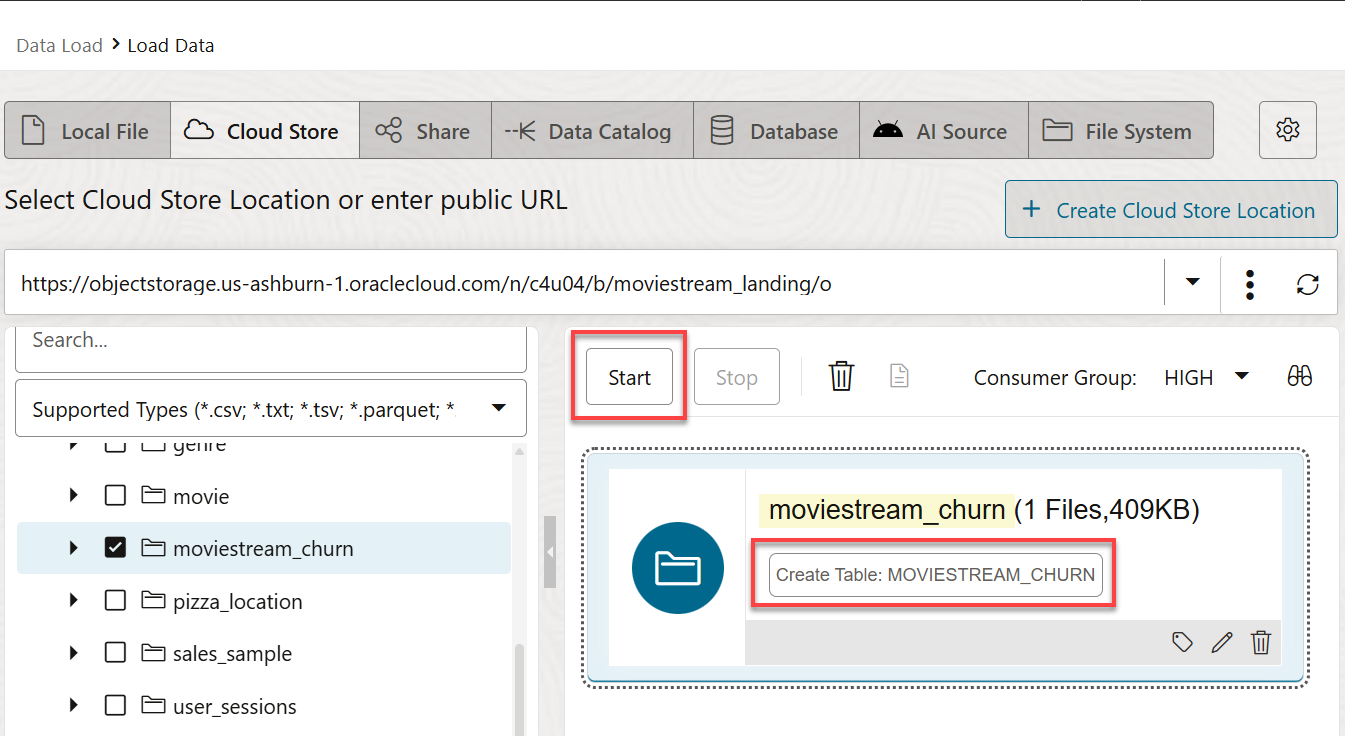 Data Load > Load Data
Local File Cloud Store Share Data Catalog Database AI Source File System
Select Cloud Store Location or enter public URL
+ Create Cloud Store Location
https://objectstorage.us-ashburn-1.oraclecloud.com/n/c4u04/b/moviestream_landing/o
Search...
Supported Types (*.csv; *.txt; *.tsv; *.parquet; *
genre
movie
moviestream_churn
pizza_location
sales_sample
user_sessions
Start Stop Consumer Group: HIGH
moviestream_churn (1 Files,409KB)
Create Table: MOVIESTREAM_CHURN